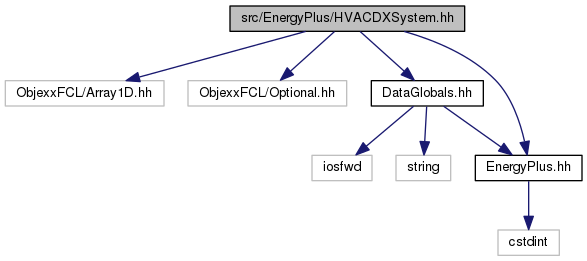 src/EnergyPlus/HVACDXSystem.hh
ObjexxFCL/Array1D.hh
ObjexxFCL/Optional.hh
DataGlobals.hh
iosfwd
string
EnergyPlus.hh
cstdint